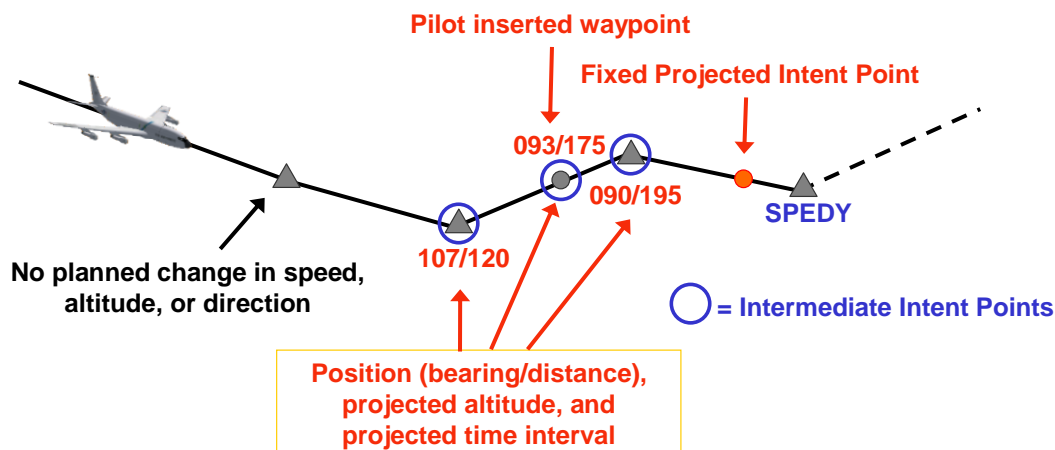 Pilot inserted waypoint
Fixed Projected Intent Point
093/175
090/195
SPEDY
107/120
No planned change in speed,
altitude, or direction
= Intermediate Intent Points
Position (bearing/distance),
projected altitude, and
projected time interval